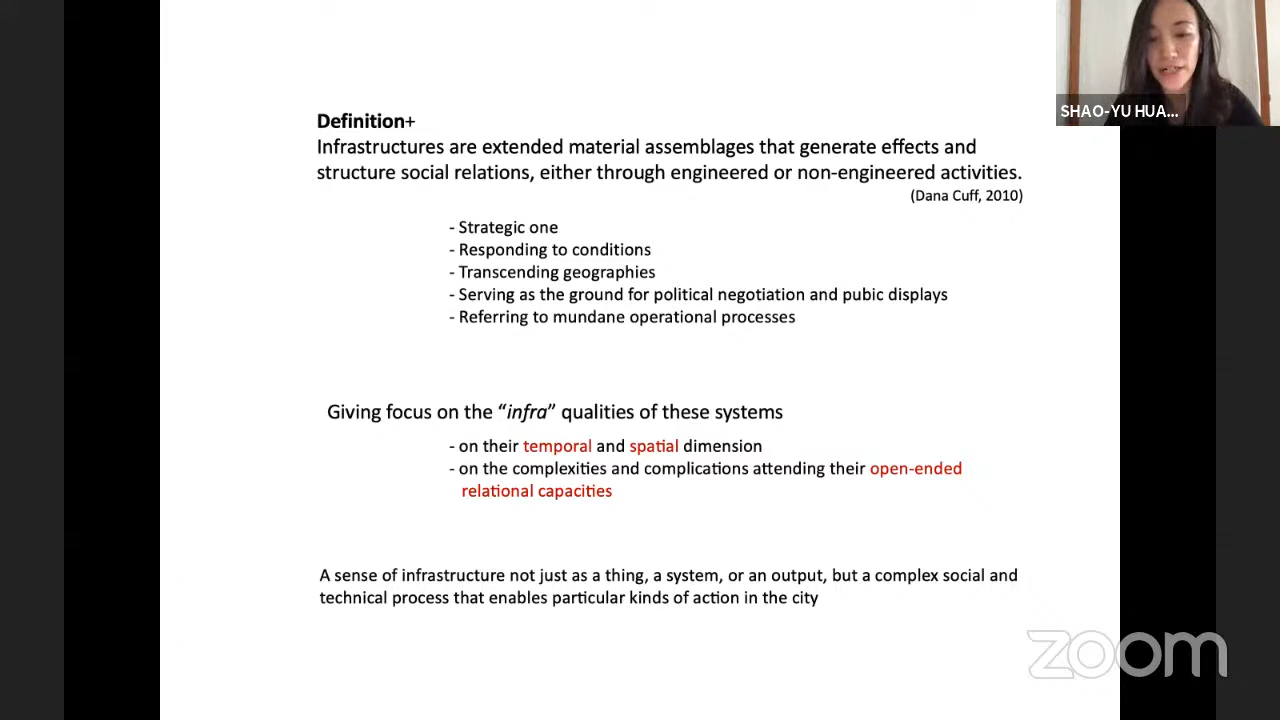 Definition+
Infrastructures are extended material assemblages that generate effects and
structure social relations, either through engineered or non-engineered activities.
(Dana Cuff, 2010)
- Strategic one
- Responding to conditions
- Transcending geographies
- Serving as the ground for political negotiation and pubic displays
- Referring to mundane operational processes
Giving focus on the “infra” qualities of these systems
- on their temporal and spatial dimension
- on the complexities and complications attending their open-ended
relational capacities
A sense of infrastructure not just as a thing, a system, or an output, but a complex social and
technical process that enables particular kinds of action in the city
SHAO-YU HUA...
zoom